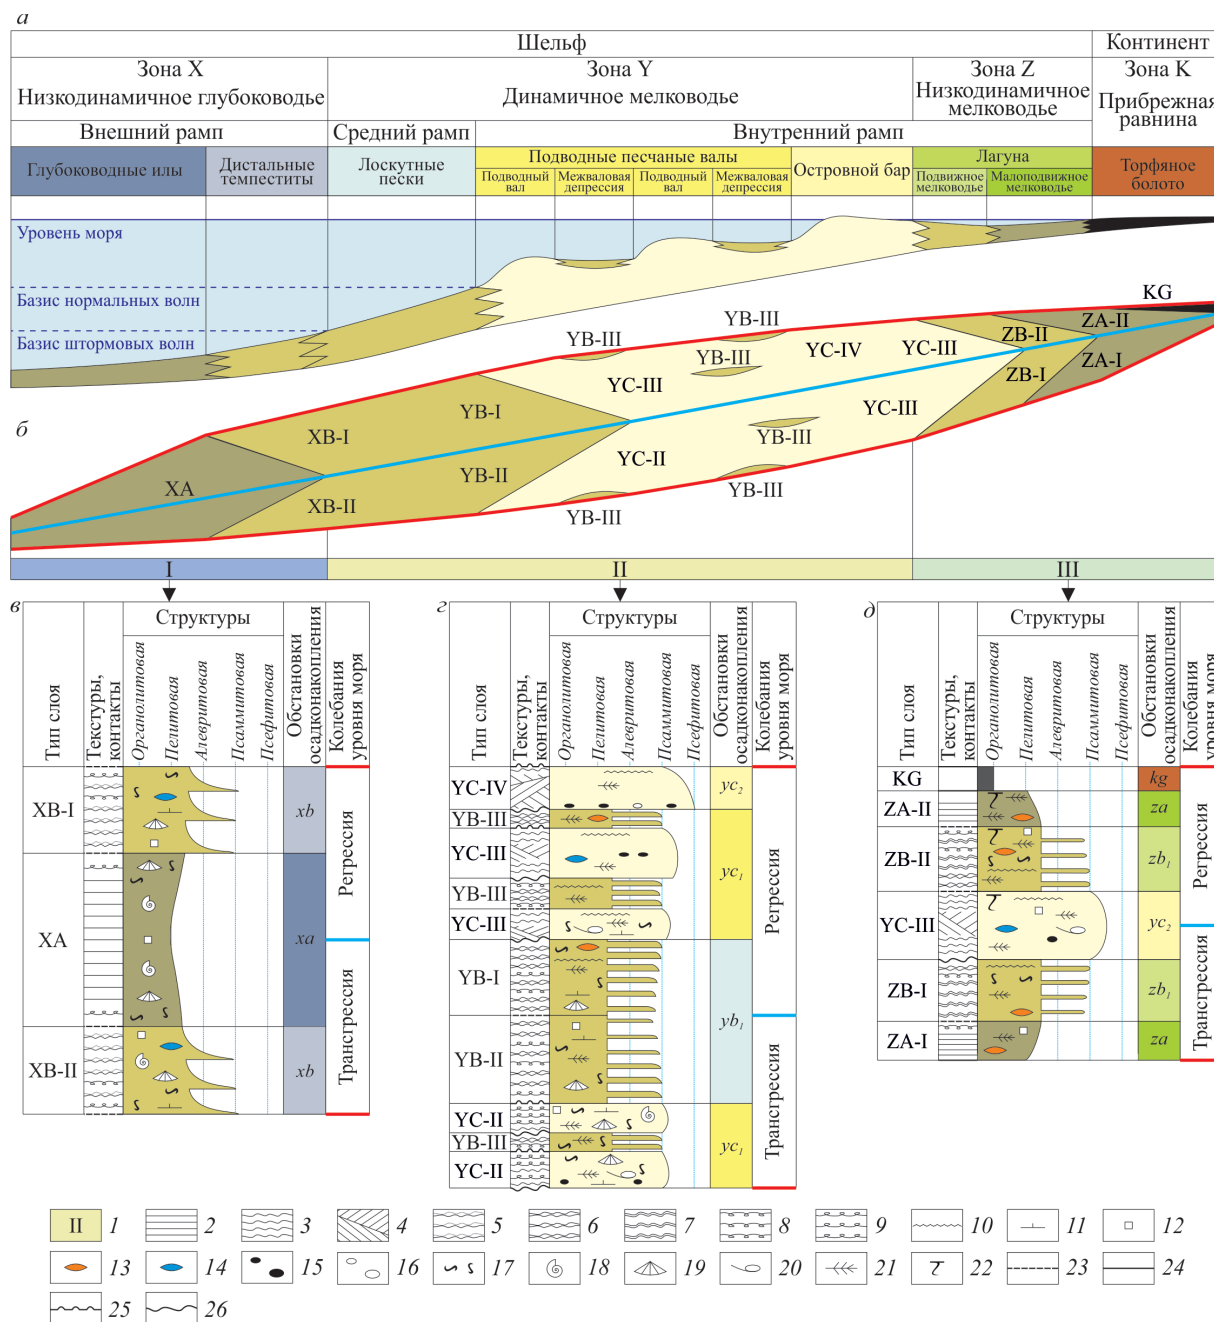 а
Шельф
Континент
Зона X
Низкодинамичное глубоководье
Зона Y
Динамичное мелководье
Зона Z
Низкодинамичное
мелководье
Зона K
Прибрежная
равнина
Внешний рамп
Средний рамп
Внутренний рамп
Глубоководные илы
Дистальные
темпеститы
Лоскутные
пески
Подводные песчаные валы
Подводный
вал
Межваловая
депрессия
Подводный
вал
Межваловая
депрессия
Островной бар
Лагуна
Подвижное
мелководье
Малоподвижное
мелководье
Торфяное
болото
Уровень моря
Базис нормальных волн
Базис штормовых волн
б
XA
XB-I
XB-II
YB-I
YB-II
YB-III
YC-III
YC-II
YB-III
YB-III
YB-III
YC-IV
YC-III
YB-III
YC-III
YB-III
ZB-II
ZB-I
ZA-II
ZA-I
KG
I
II
III
в
Тип слоя
Текстуры,
контакты
Структуры
Органолитовая
Пелитовая
Алевритовая
Псаммитовая
Псефитовая
Обстановки
осадконакопления
Колебания
уровня моря
XB-I
xb
XA
xa
XB-II
xb
Регрессия
Трансгрессия
г
Тип слоя
Текстуры,
контакты
Структуры
Органолитовая
Пелитовая
Алевритовая
Псаммитовая
Псефитовая
Обстановки
осадконакопления
Колебания
уровня моря
YC-IV
yc2
YB-III
YC-III
yc1
YB-III
YC-III
YB-I
yb1
YB-II
YC-II
YB-III
yc1
YC-II
Регрессия
Трансгрессия
д
Тип слоя
Текстуры,
контакты
Структуры
Органолитовая
Пелитовая
Алевритовая
Псаммитовая
Псефитовая
Обстановки
осадконакопления
Колебания
уровня моря
KG
kg
ZA-II
za
ZB-II
zb1
YC-III
yc2
ZB-I
zb1
ZA-I
za
Регрессия
Трансгрессия
II 1 2 3 4 5 6 7 8 9 10 11 12
13 14 15 16 17 18 19 20 21 22 23 24
25 26